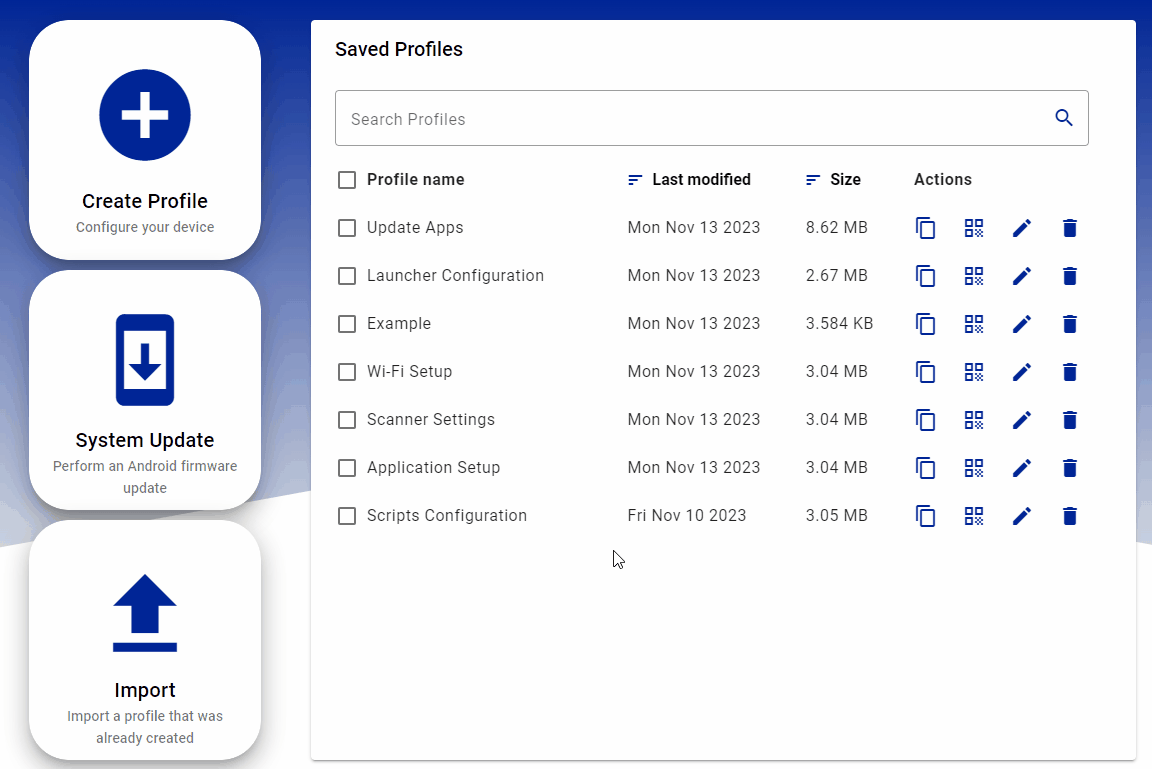 Create Profile
Configure your device
System Update
Perform an Android firmware
update
Import
Import a profile that was
already created
Saved Profiles
Search Profiles
Profile name Last modified Size Actions
Update Apps Mon Nov 13 2023 8.62 MB
Launcher Configuration Mon Nov 13 2023 2.67 MB
Example Mon Nov 13 2023 3.584 KB
Wi-Fi Setup Mon Nov 13 2023 3.04 MB
Scanner Settings Mon Nov 13 2023 3.04 MB
Application Setup Mon Nov 13 2023 3.04 MB
Scripts Configuration Fri Nov 10 2023 3.05 MB